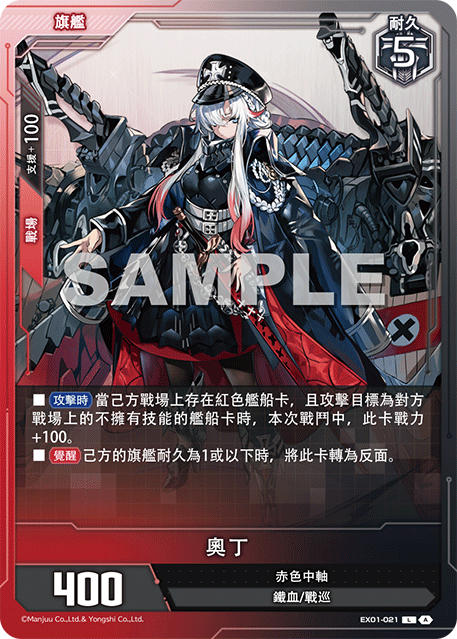 旗艦
耐久
5
支援+100
戰場
SAMPLE
■ 攻擊時 當己方戰場上存在紅色艦船卡，且攻擊目標為對方
戰場上的不擁有技能的艦船卡時，本次戰鬥中，此卡戰力
+100。
■ 覺醒 己方的旗艦耐久為1或以下時，將此卡轉為反面。
奧丁
400
赤色中軸
鐵血/戰巡
©Manjuu Co.,Ltd.& Yongshi Co.,Ltd.
EX01-021 L A